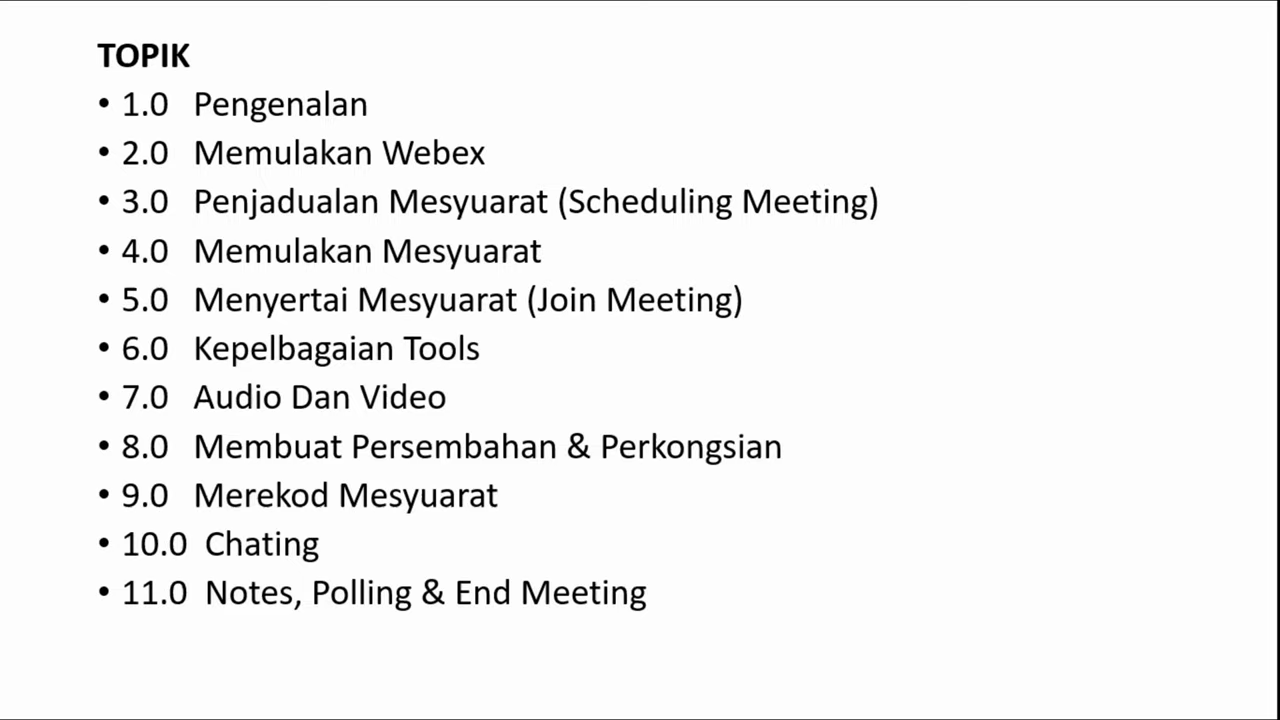 TOPIK
• 1.0 Pengenalan
• 2.0 Memulakan Webex
• 3.0 Penjadualan Mesyuarat (Scheduling Meeting)
• 4.0 Memulakan Mesyuarat
• 5.0 Menyertai Mesyuarat (Join Meeting)
• 6.0 Kepelbagaian Tools
• 7.0 Audio Dan Video
• 8.0 Membuat Persembahan & Perkongsian
• 9.0 Merekod Mesyuarat
• 10.0 Chating
• 11.0 Notes, Polling & End Meeting